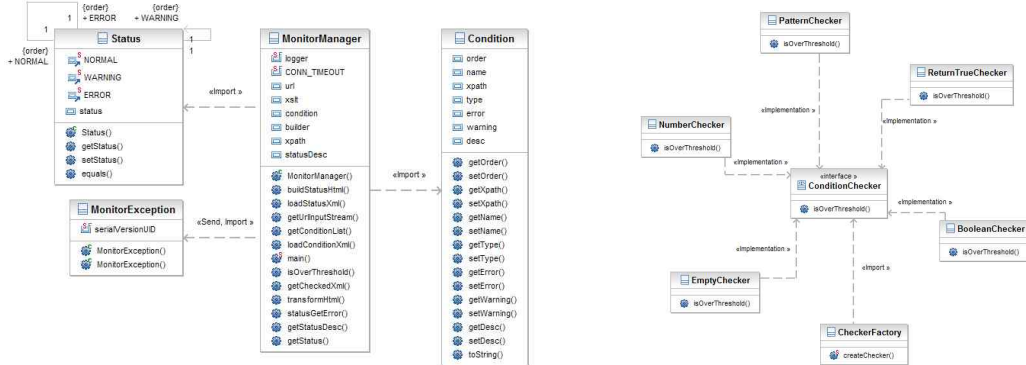 {order}
+ ERROR
{order}
+ WARNING
1
1
{order}
+ NORMAL
1
1
Status
NORMAL
WARNING
ERROR
status
Status()
getStatus()
setStatus()
equals()
«Import »
MonitorException
serialVersionUID
MonitorException()
MonitorException()
«Send, Import »
MonitorManager
logger
CONN_TIMEOUT
url
xslt
condition
builder
xpath
statusDesc
MonitorManager()
buildStatusHtml()
loadStatusXml()
getUrlInputStream()
getConditionList()
loadConditionXml()
main()
isOverThreshold()
getCheckedXml()
transformHtml()
statusGetError()
getStatusDesc()
getStatus()
«Import »
Condition
order
name
xpath
type
error
warning
desc
getOrder()
setOrder()
getXpath()
setXpath()
getName()
setName()
getType()
setType()
getError()
setError()
getWarning()
setWarning()
getDesc()
setDesc()
toString()
PatternChecker
isOverThreshold()
«Implementation »
ReturnTrueChecker
isOverThreshold()
«Implementation »
NumberChecker
isOverThreshold()
«Implementation »
«Interface »
ConditionChecker
isOverThreshold()
«Implementation »
BooleanChecker
isOverThreshold()
«Implementation »
EmptyChecker
isOverThreshold()
«Import »
CheckerFactory
createChecker()